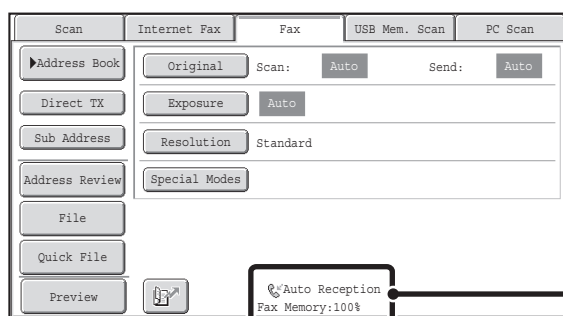 Scan Internet Fax Fax USB Mem. Scan PC Scan
Address Book Original Scan: Auto Send: Auto
Direct TX Exposure Auto
Sub Address Resolution Standard
Address Review Special Modes
File
Quick File
Preview
Auto Reception
Fax Memory:100%